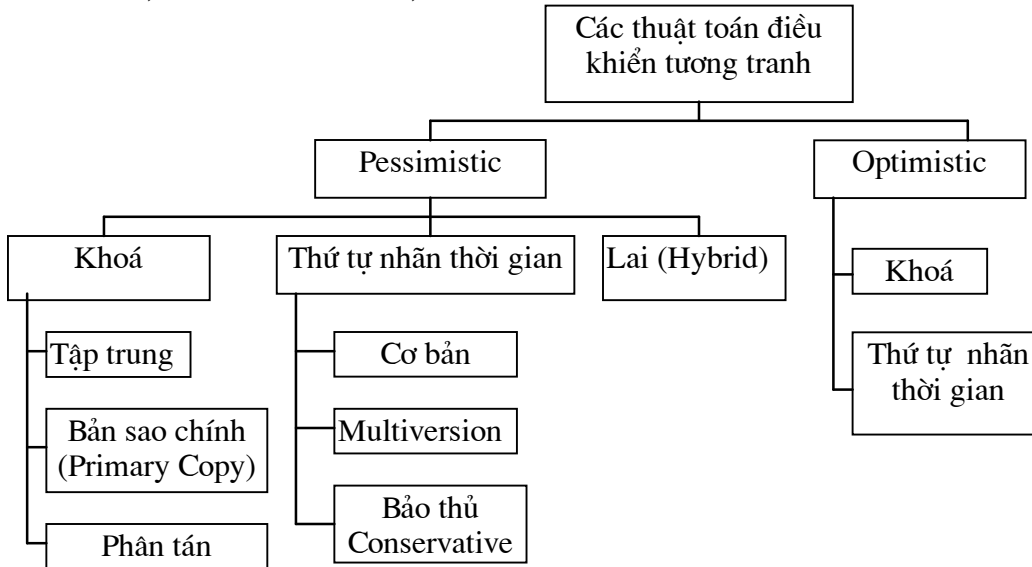 Các thuật toán điều
khiển tương tranh
Pessimistic
Optimistic
Khoá
Thứ tự nhãn thời gian
Lai (Hybrid)
Khoá
Tập trung
Cơ bản
Thứ tự nhãn
thời gian
Bản sao chính
(Primary Copy)
Multiversion
Bảo thủ
Conservative
Phân tán